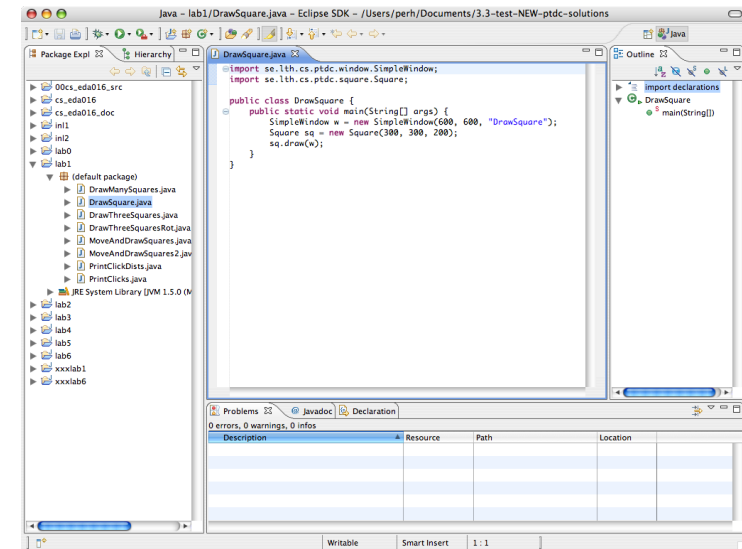 Java – lab1/DrawSquare.java – Eclipse SDK – /Users/perh/Documents/3.3-test-NEW-ptdc-solutions
Java
Package Expl
Hierarchy
00cs_eda016_src
cs_eda016
cs_eda016_doc
inl1
inl2
lab0
lab1
(default package)
DrawManySquares.java
DrawSquare.java
DrawThreeSquares.java
DrawThreeSquaresRot.java
MoveAndDrawSquares.java
MoveAndDrawSquares2.jav
PrintClickDists.java
PrintClicks.java
JRE System Library [JVM 1.5.0 (M
lab2
lab3
lab4
lab5
lab6
xxxlab1
xxxlab6
DrawSquare.java
import se.lth.cs.ptdc.window.SimpleWindow;
import se.lth.cs.ptdc.square.Square;
public class DrawSquare {
public static void main(String[] args) {
SimpleWindow w = new SimpleWindow(600, 600, "DrawSquare");
Square sq = new Square(300, 300, 200);
sq.draw(w);
}
}
Outline
import declarations
DrawSquare
main(String[])
Problems
@ Javadoc
Declaration
0 errors, 0 warnings, 0 infos
Description Resource Path Location
Writable Smart Insert 1 : 1